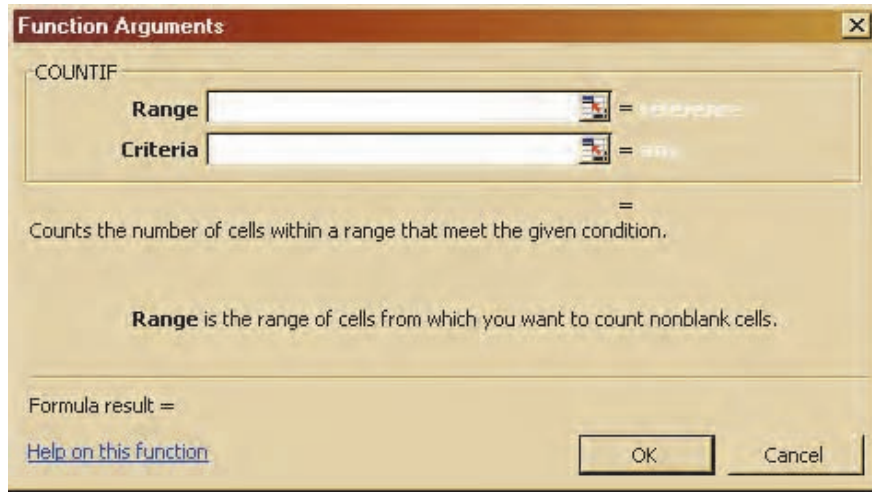 Function Arguments
COUNTIF
Range = reference
Criteria = any
=
Counts the number of cells within a range that meet the given condition.
Range is the range of cells from which you want to count nonblank cells.
Formula result =
Help on this function
OK Cancel